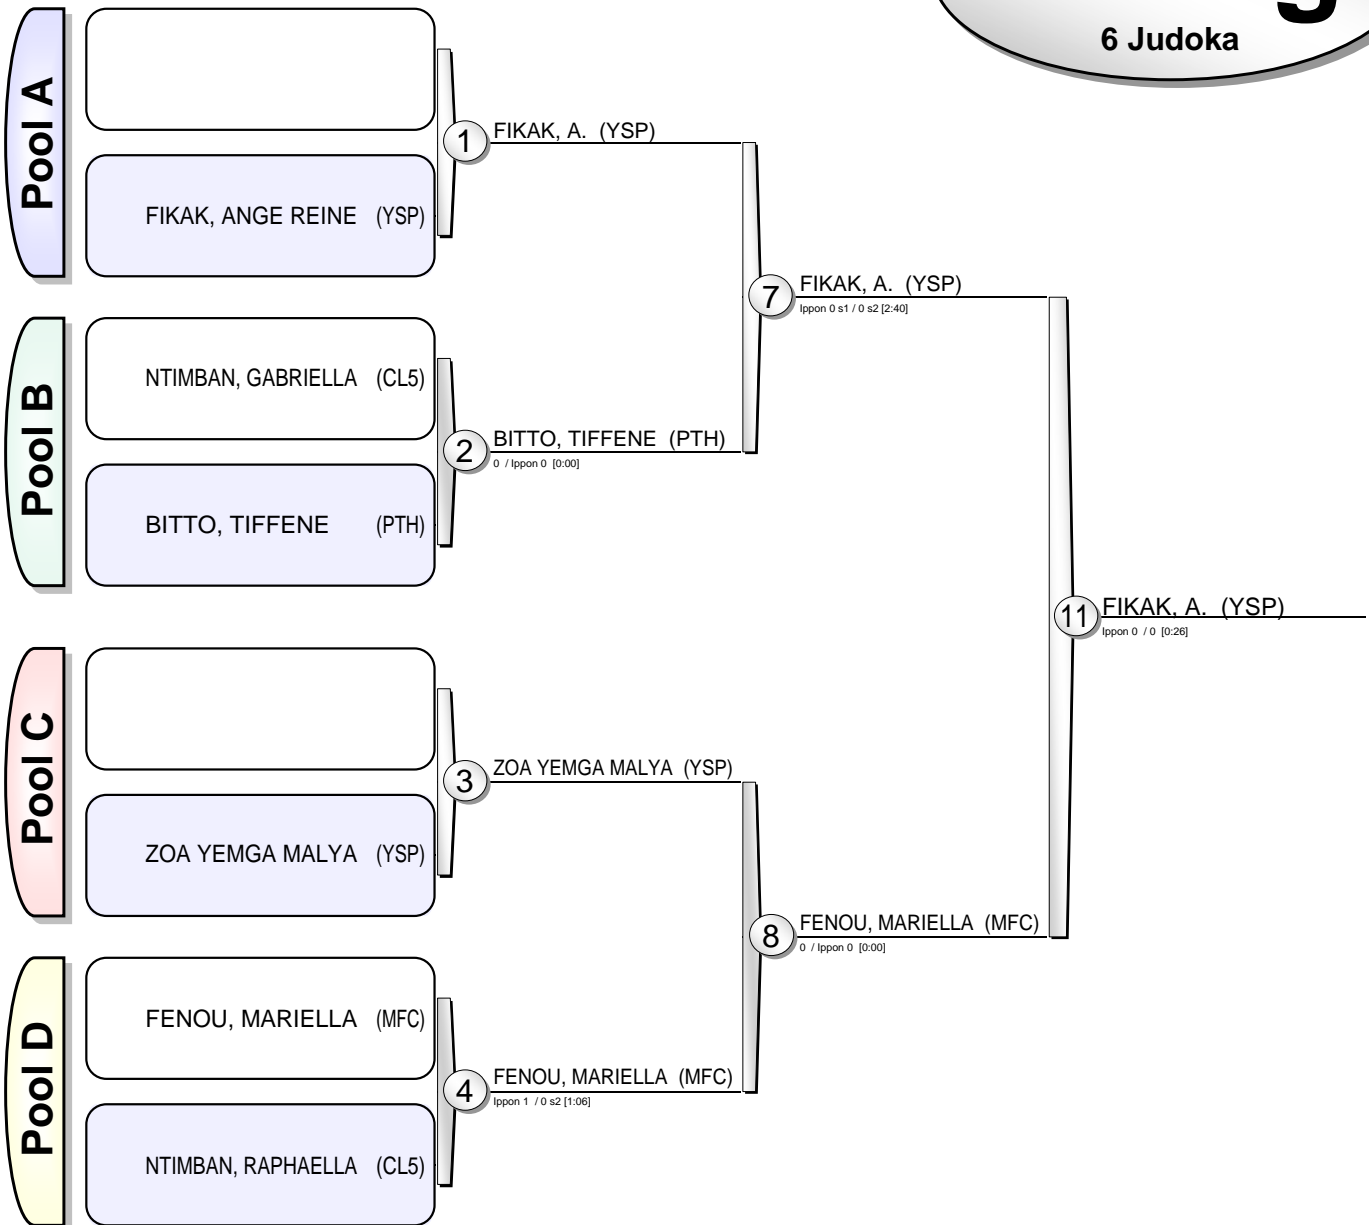 6 Judoka
Pool A
FIKAK, ANGE REINE (YSP)
1 FIKAK, A. (YSP)
Pool B
NTIMBAN, GABRIELLA (CL5)
BITTO, TIFFENE (PTH)
2 BITTO, TIFFENE (PTH)
0 / Ippon 0 [0:00]
7 FIKAK, A. (YSP)
Ippon 0 s1 / 0 s2 [2:40]
Pool C
ZOA YEMGA MALYA (YSP)
3 ZOA YEMGA MALYA (YSP)
Pool D
FENOU, MARIELLA (MFC)
NTIMBAN, RAPHAELLA (CL5)
4 FENOU, MARIELLA (MFC)
Ippon 1 / 0 s2 [1:06]
8 FENOU, MARIELLA (MFC)
0 / Ippon 0 [0:00]
11 FIKAK, A. (YSP)
Ippon 0 / 0 [0:26]